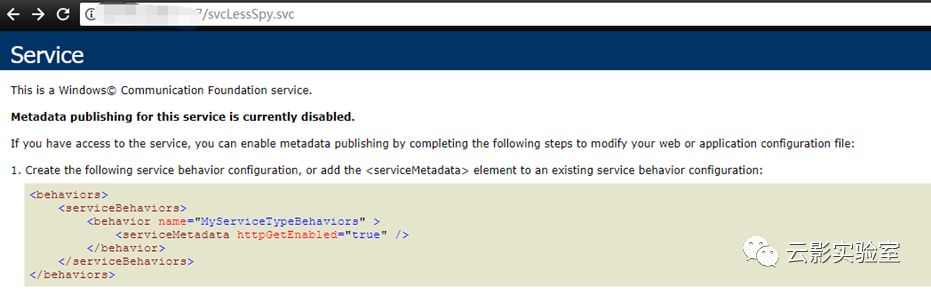 7/svcLessSpy.svc
Service
This is a Windows© Communication Foundation service.
Metadata publishing for this service is currently disabled.
If you have access to the service, you can enable metadata publishing by completing the following steps to modify your web or application configuration file:
1. Create the following service behavior configuration, or add the <serviceMetadata> element to an existing service behavior configuration:
<behaviors>
<serviceBehaviors>
<behavior name="MyServiceTypeBehaviors" >
<serviceMetadata httpGetEnabled="true" />
</behavior>
</serviceBehaviors>
</behaviors>
云影实验室